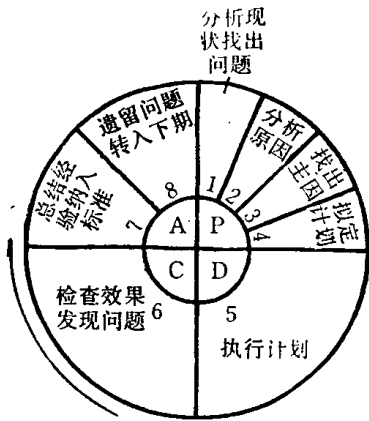 分析现
状找出
问题
遗留问题
转入下期
分析
原因
找出
主因
拟定
计划
总结经
验纳入
标准
1
2
3
4
5
6
7
8
A
P
C
D
检查效果
发现问题
执行计划